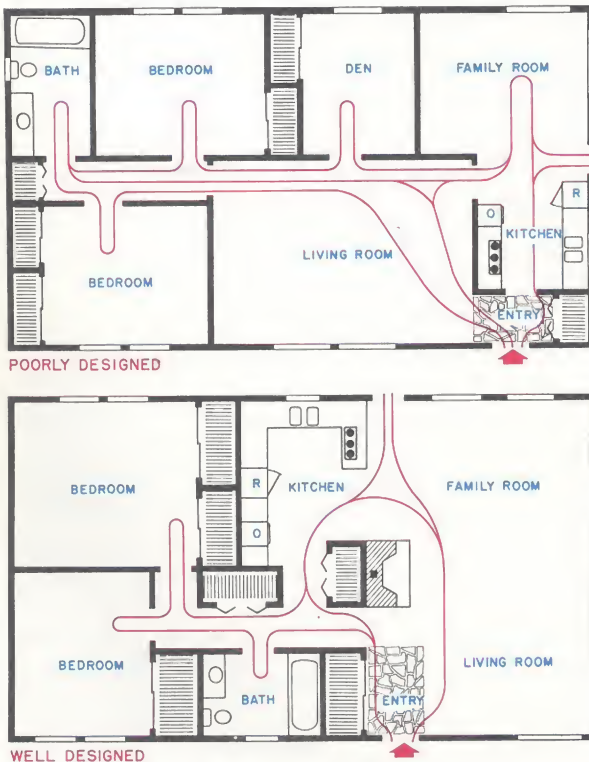 BATH
BEDROOM
DEN
FAMILY ROOM
R
O
KITCHEN
LIVING ROOM
BEDROOM
ENTRY
POORLY DESIGNED
BEDROOM
R
KITCHEN
FAMILY ROOM
O
BEDROOM
LIVING ROOM
BATH
ENTRY
WELL DESIGNED